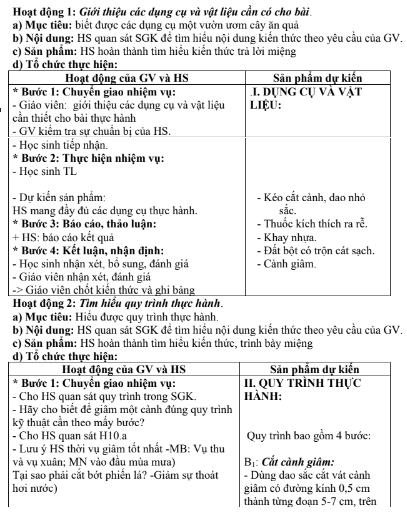 Hoạt động 1: Giới thiệu các dụng cụ và vật liệu cần có cho bài.
a) Mục tiêu: biết được các dụng cụ một vườn ươm cây ăn quả
b) Nội dung: HS quan sát SGK để tìm hiểu nội dung kiến thức theo yêu cầu của GV.
c) Sản phẩm: HS hoàn thành tìm hiểu kiến thức trả lời miệng
d) Tổ chức thực hiện:
Hoạt động của GV và HS
Sản phẩm dự kiến
* Bước 1: Chuyển giao nhiệm vụ:
- Giáo viên: giới thiệu các dụng cụ và vật liệu
cần thiết cho bài thực hành
- GV kiểm tra sự chuẩn bị của HS.
I. DỤNG CỤ VÀ VẬT
LIỆU:
- Học sinh tiếp nhận.
* Bước 2: Thực hiện nhiệm vụ:
- Học sinh TL
- Dự kiến sản phẩm:
HS mang đầy đủ các dụng cụ thực hành.
* Bước 3: Báo cáo, thảo luận:
+ HS: báo cáo kết quả
* Bước 4: Kết luận, nhận định:
- Học sinh nhận xét, bổ sung, đánh giá
- Giáo viên nhận xét, đánh giá
-> Giáo viên chốt kiến thức và ghi bảng
- Kéo cắt cành, dao nhỏ
sắc.
- Thuốc kích thích ra rễ.
- Khay nhựa.
- Đất bột có trộn cát sạch.
- Cành giâm.
Hoạt động 2: Tìm hiểu quy trình thực hành.
a) Mục tiêu: Hiểu được quy trình thực hành.
b) Nội dung: HS quan sát SGK để tìm hiểu nội dung kiến thức theo yêu cầu của GV.
c) Sản phẩm: HS hoàn thành tìm hiểu kiến thức, trình bày miệng
d) Tổ chức thực hiện:
Hoạt động của GV và HS
Sản phẩm dự kiến
* Bước 1: Chuyển giao nhiệm vụ:
- Cho HS quan sát quy trình trong SGK.
- Hãy cho biết để giâm một cành đúng quy trình
kỹ thuật cần theo mấy bước?
- Cho HS quan sát H10.a
- Lưu ý HS thời vụ giâm tốt nhất -MB: Vụ thu
và vụ xuân; MN vào đầu mùa mưa)
Tại sao phải cắt bớt phiến lá? -Giảm sự thoát
hơi nước)
II. QUY TRÌNH THỰC
HÀNH:
Quy trình bao gồm 4 bước:
B₁: Cắt cành giâm:
- Dùng dao sắc cắt vát cành
giâm có đường kính 0,5 cm
thành từng đoạn 5-7 cm, trên